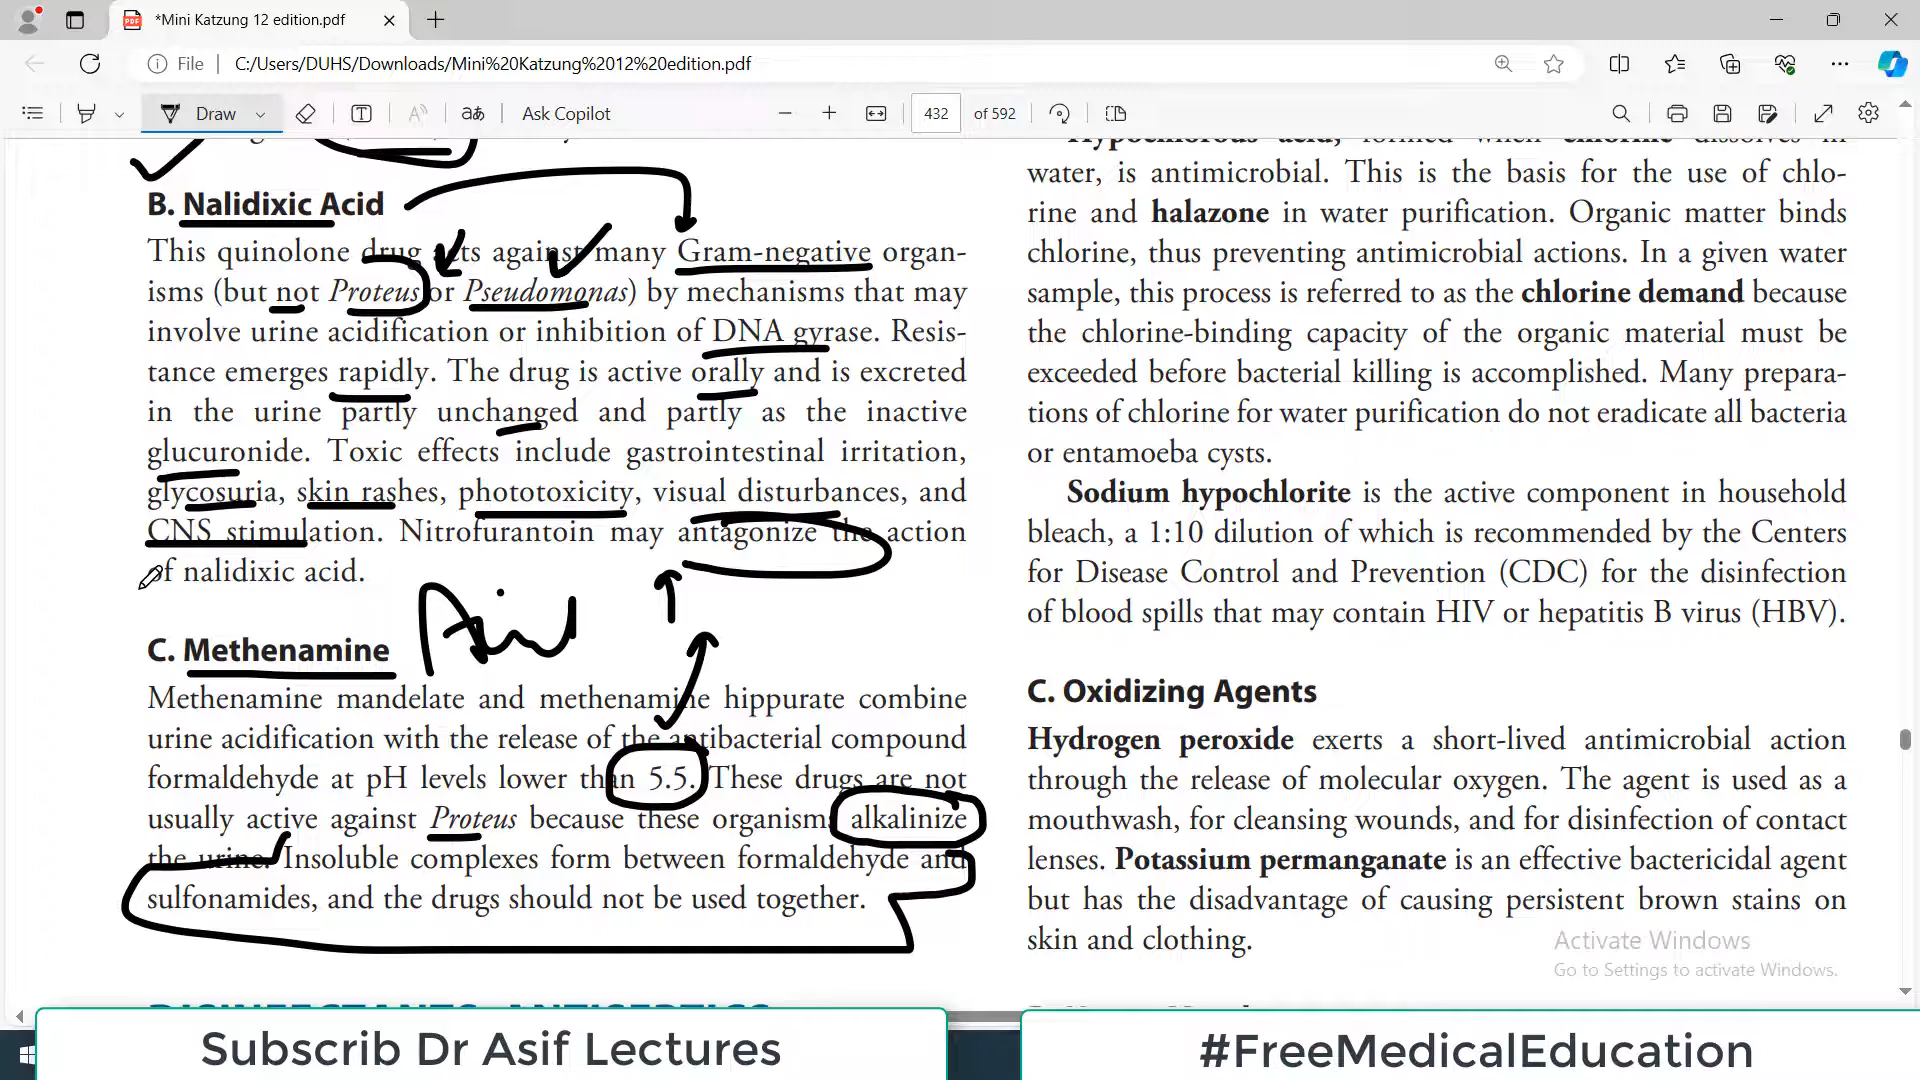 *Mini Katzung 12 edition.pdf
File
C:/Users/DUHS/Downloads/Mini%20Katzung%2012%20edition.pdf
Draw
T
aあ
Ask Copilot
432 of 592
B. Nalidixic Acid
This quinolone drug acts against many Gram-negative organ-
isms (but not Proteus or Pseudomonas) by mechanisms that may
involve urine acidification or inhibition of DNA gyrase. Resis-
tance emerges rapidly. The drug is active orally and is excreted
in the urine partly unchanged and partly as the inactive
glucuronide. Toxic effects include gastrointestinal irritation,
glycosuria, skin rashes, phototoxicity, visual disturbances, and
CNS stimulation. Nitrofurantoin may antagonize the action
of nalidixic acid.
C. Methenamine
Methenamine mandelate and methenamine hippurate combine
urine acidification with the release of the antibacterial compound
formaldehyde at pH levels lower than 5.5. These drugs are not
usually active against Proteus because these organisms alkalinize
the urine. Insoluble complexes form between formaldehyde and
sulfonamides, and the drugs should not be used together.
Hypochlorous acid, formed when chlorine dissolves in
water, is antimicrobial. This is the basis for the use of chlo-
rine and halazone in water purification. Organic matter binds
chlorine, thus preventing antimicrobial actions. In a given water
sample, this process is referred to as the chlorine demand because
the chlorine-binding capacity of the organic material must be
exceeded before bacterial killing is accomplished. Many prepara-
tions of chlorine for water purification do not eradicate all bacteria
or entamoeba cysts.
Sodium hypochlorite is the active component in household
bleach, a 1:10 dilution of which is recommended by the Centers
for Disease Control and Prevention (CDC) for the disinfection
of blood spills that may contain HIV or hepatitis B virus (HBV).
C. Oxidizing Agents
Hydrogen peroxide exerts a short-lived antimicrobial action
through the release of molecular oxygen. The agent is used as a
mouthwash, for cleansing wounds, and for disinfection of contact
lenses. Potassium permanganate is an effective bactericidal agent
but has the disadvantage of causing persistent brown stains on
skin and clothing.
Activate Windows
Go to Settings to activate Windows.
Subscrib Dr Asif Lectures
#FreeMedicalEducation